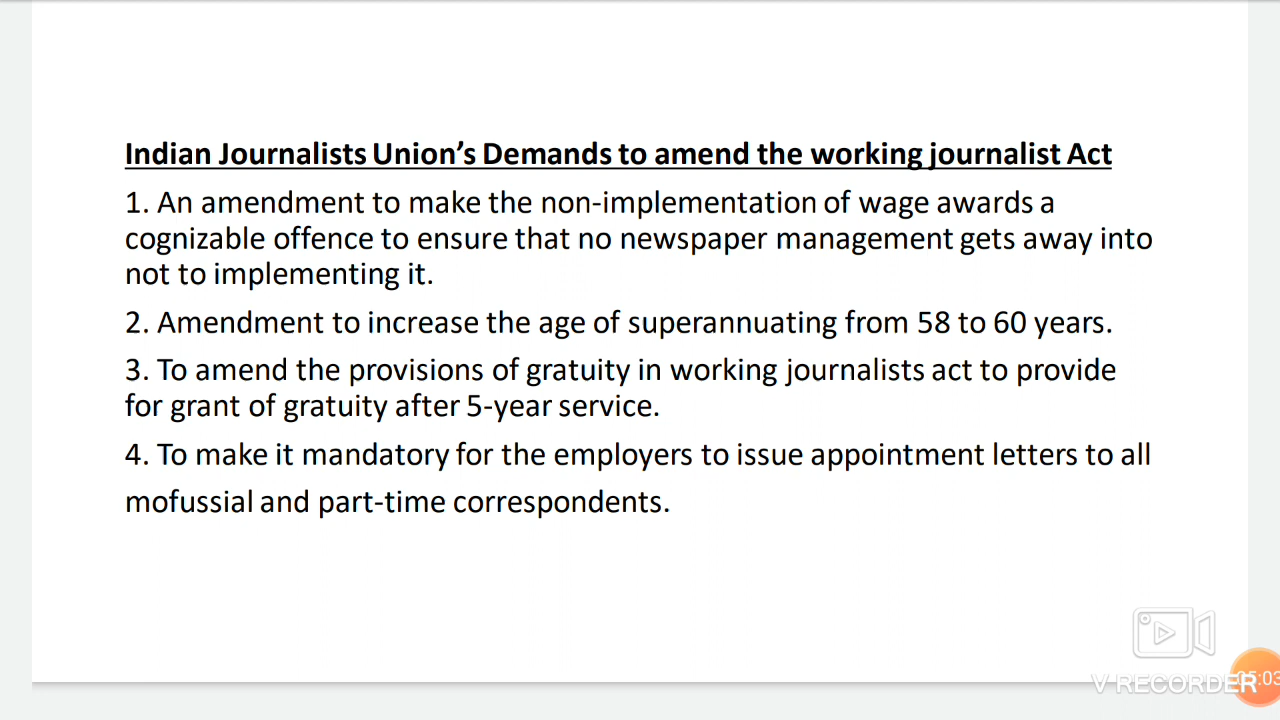 Indian Journalists Union's Demands to amend the working journalist Act
1. An amendment to make the non-implementation of wage awards a
cognizable offence to ensure that no newspaper management gets away into
not to implementing it.
2. Amendment to increase the age of superannuating from 58 to 60 years.
3. To amend the provisions of gratuity in working journalists act to provide
for grant of gratuity after 5-year service.
4. To make it mandatory for the employers to issue appointment letters to all
mofussial and part-time correspondents.
V RECORDER
05:03